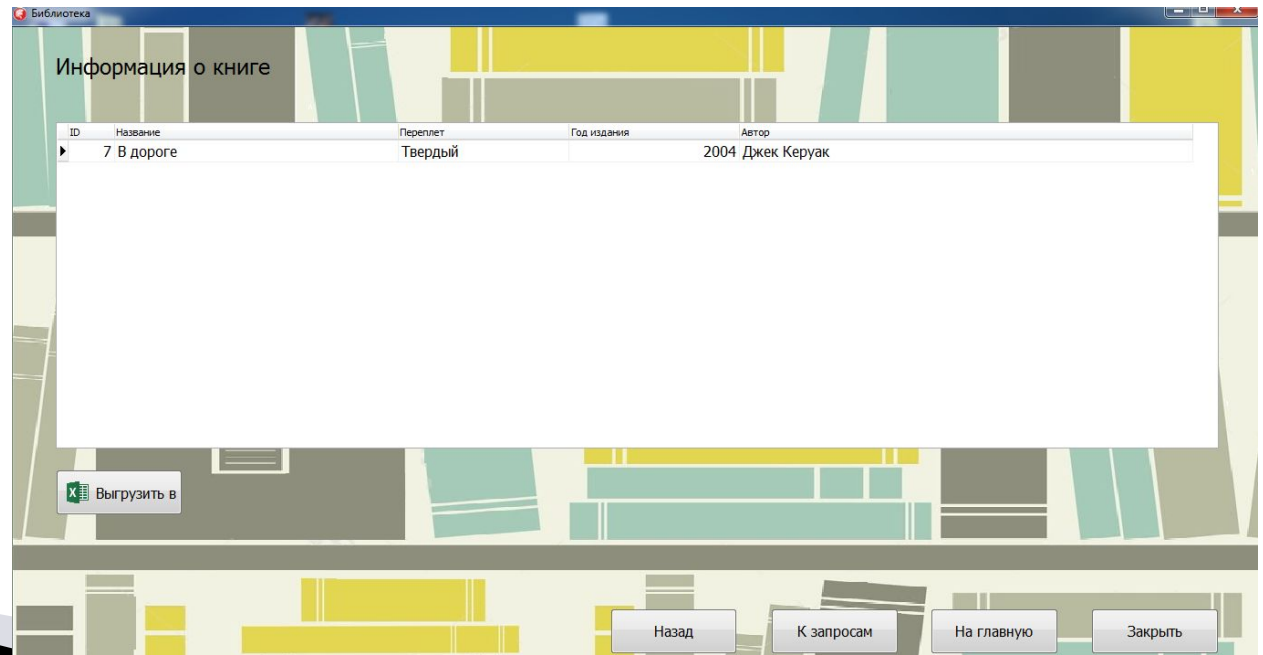 Библиотека
Информация о книге
ID Название Переплет Год издания Автор
7 В дороге Твердый 2004 Джек Керуак
Выгрузить в
Назад К запросам На главную Закрыть